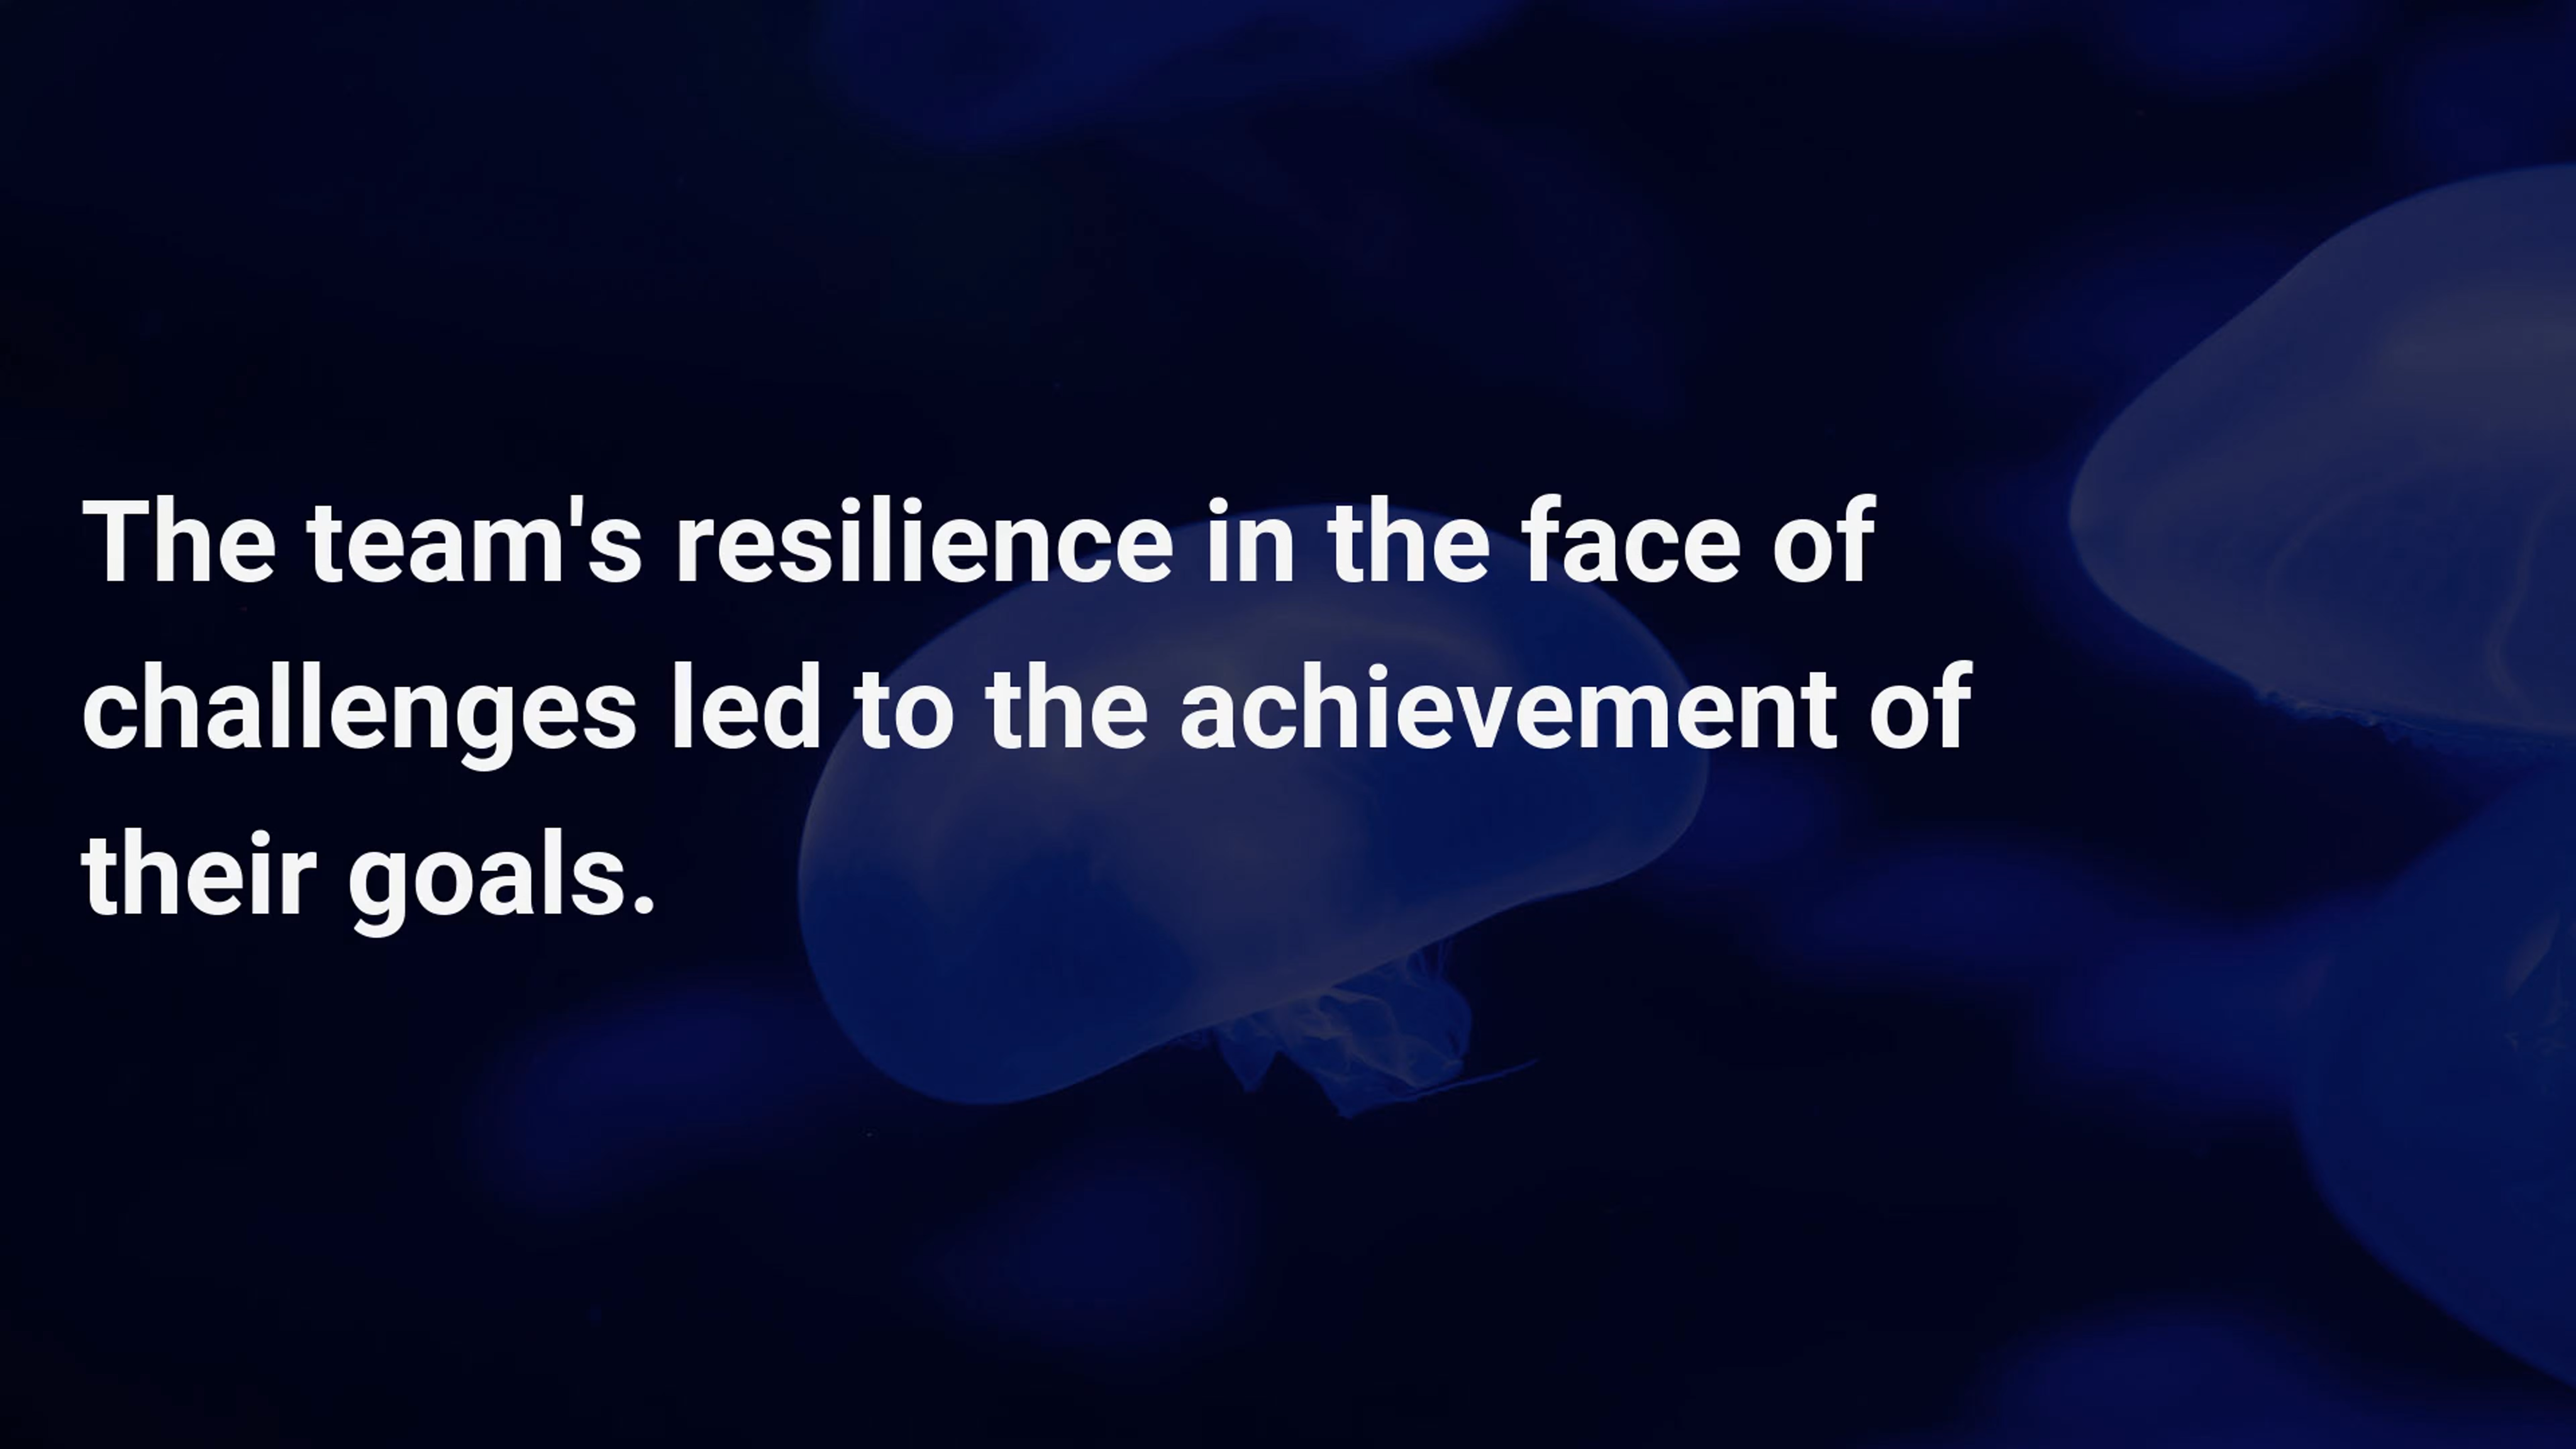 The team's resilience in the face of
challenges led to the achievement of
their goals.